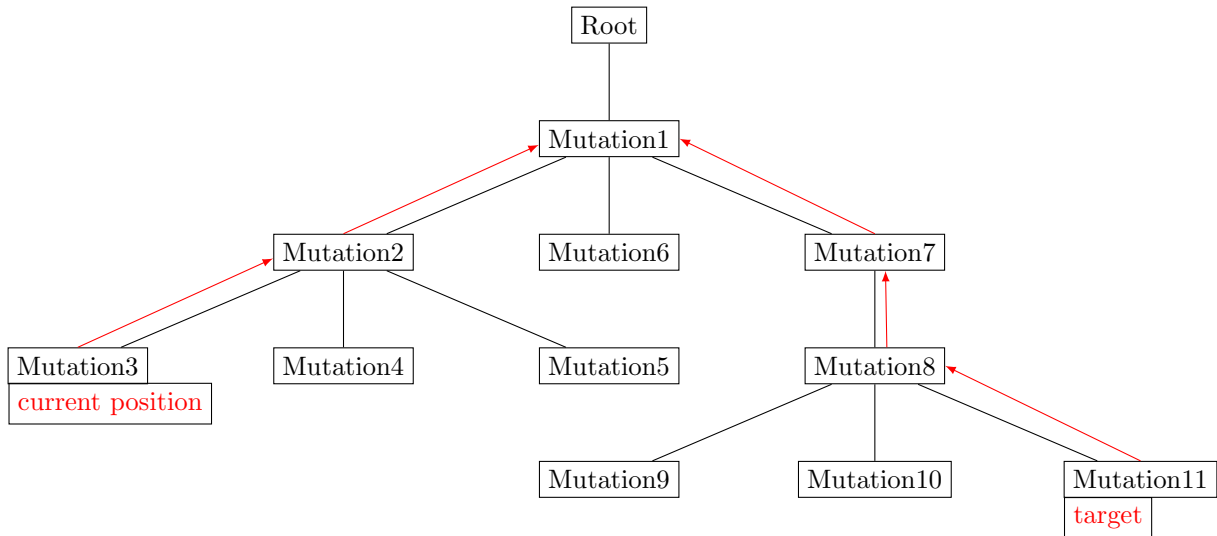 Root
Mutation1
Mutation2
Mutation6
Mutation7
Mutation3
Mutation4
Mutation5
Mutation8
current position
Mutation9
Mutation10
Mutation11
target